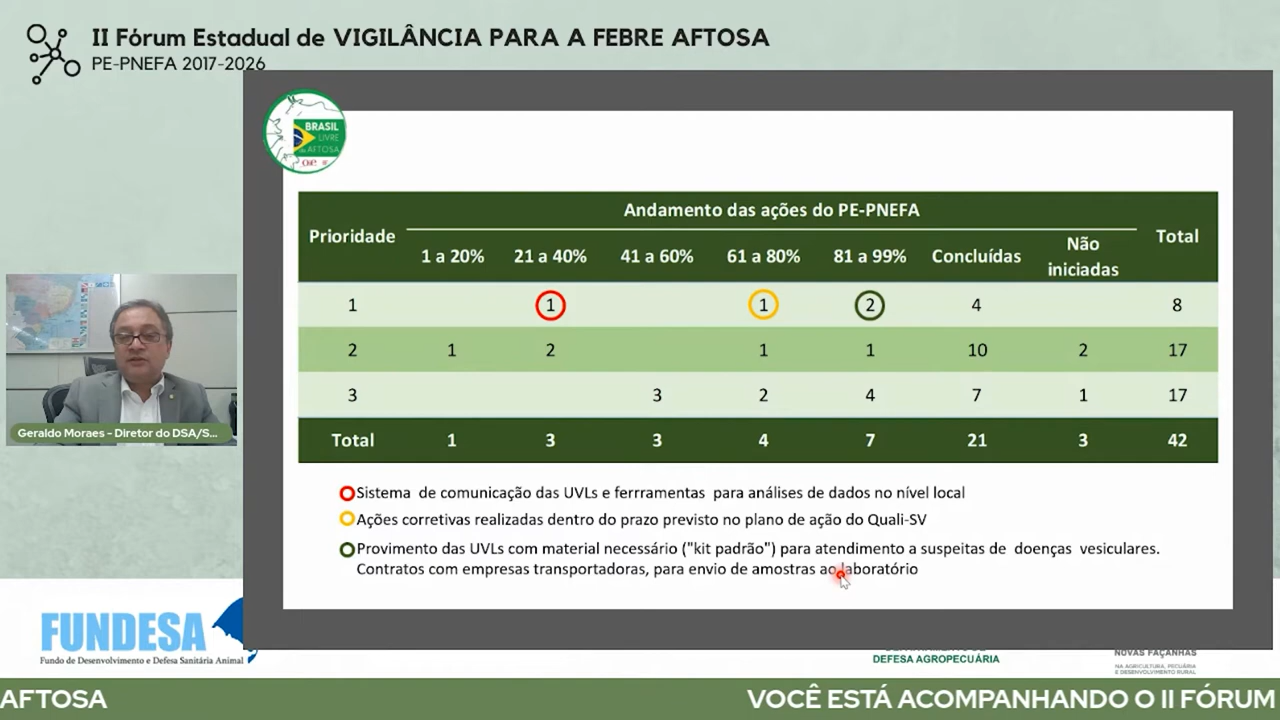 II Fórum Estadual de VIGILÂNCIA PARA A FEBRE AFTOSA
PE-PNEFA 2017-2026
BRASIL
LIVRE
AFTOSA
Prioridade
Andamento das ações do PE-PNEFA
Total
1 a 20% 21 a 40% 41 a 60% 61 a 80% 81 a 99% Concluídas Não
iniciadas
1 1 1 2 4 8
2 1 2 1 1 10 2 17
3 3 2 4 7 1 17
Total 1 3 3 4 7 21 3 42
Sistema de comunicação das UVLs e ferrramentas para análises de dados no nível local
Ações corretivas realizadas dentro do prazo previsto no plano de ação do Quali-SV
Provimento das UVLs com material necessário ("kit padrão") para atendimento a suspeitas de doenças vesiculares.
Contratos com empresas transportadoras, para envio de amostras ao laboratório
Geraldo Moraes - Diretor do DSA/S...
FUNDESA
Fundo de Desenvolvimento e Defesa Sanitária Animal
DEFESA AGROPECUÁRIA
NOVAS FAÇANHAS
NA AGRICULTURA, PECUÁRIA
E DESENVOLVIMENTO RURAL
AFTOSA
VOCÊ ESTÁ ACOMPANHANDO O II FÓRUM